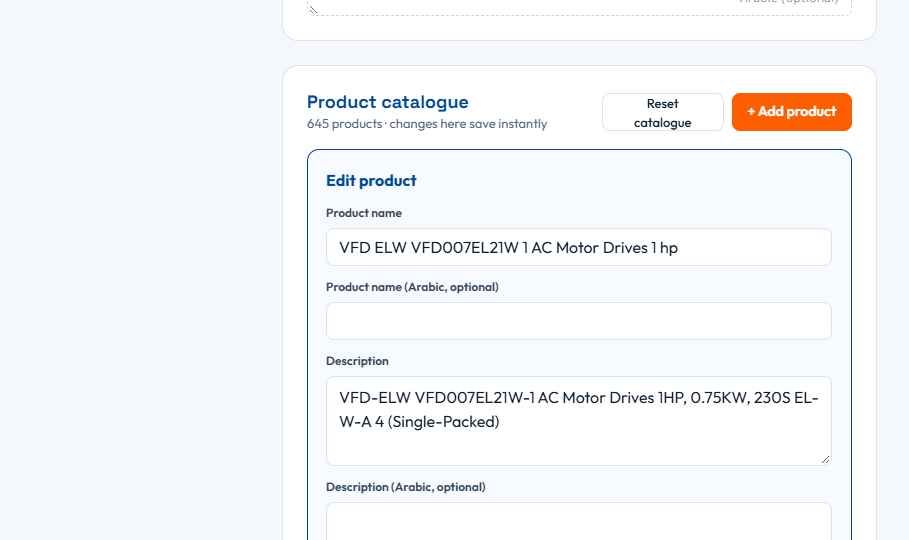 Product catalogue
645 products · changes here save instantly
Reset
catalogue
+ Add product
Edit product
Product name
VFD ELW VFD007EL21W 1 AC Motor Drives 1 hp
Product name (Arabic, optional)
Description
VFD-ELW VFD007EL21W-1 AC Motor Drives 1HP, 0.75KW, 230S EL-
W-A 4 (Single-Packed)
Description (Arabic, optional)